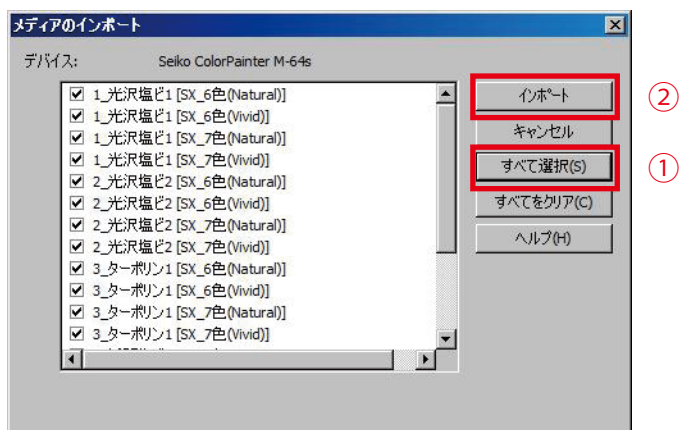 メディアのインポート
デバイス: Seiko ColorPainter M-64s
1_光沢塩ビ1 [SX_6色(Natural)]
1_光沢塩ビ1 [SX_6色(Vivid)]
1_光沢塩ビ1 [SX_7色(Natural)]
1_光沢塩ビ1 [SX_7色(Vivid)]
2_光沢塩ビ2 [SX_6色(Natural)]
2_光沢塩ビ2 [SX_6色(Vivid)]
2_光沢塩ビ2 [SX_7色(Natural)]
2_光沢塩ビ2 [SX_7色(Vivid)]
3_ターポリン1 [SX_6色(Natural)]
3_ターポリン1 [SX_6色(Vivid)]
3_ターポリン1 [SX_7色(Natural)]
3_ターポリン1 [SX_7色(Vivid)]
インポート ②
キャンセル
すべて選択(S) ①
すべてをクリア(C)
ヘルプ(H)